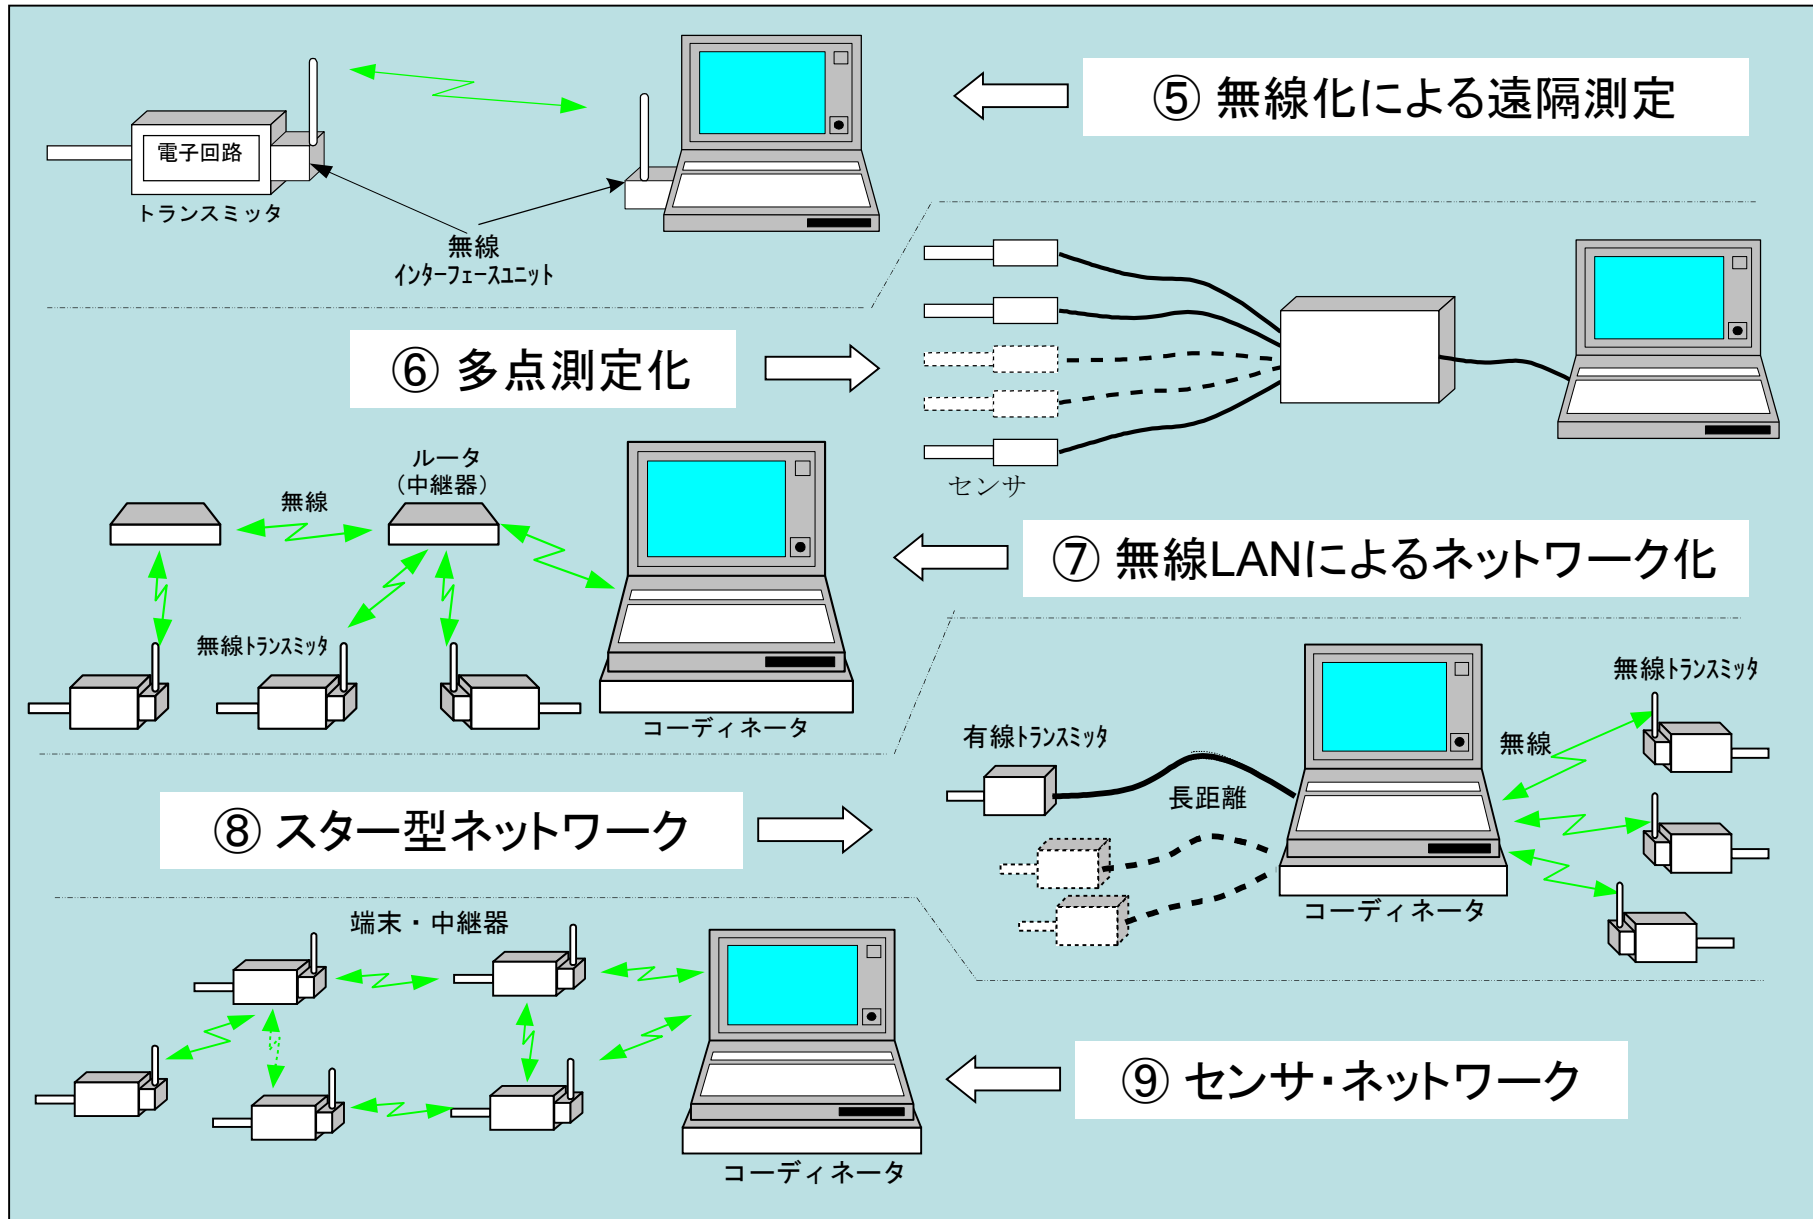 ⑤ 無線化による遠隔測定
電子回路
トランスミッタ
無線
インターフェースユニット
⑥ 多点測定化
センサ
ルータ
（中継器）
無線
⑦ 無線LANによるネットワーク化
無線トランスミッタ
コーディネータ
無線トランスミッタ
有線トランスミッタ
無線
長距離
⑧ スター型ネットワーク
コーディネータ
端末・中継器
⑨ センサ・ネットワーク
コーディネータ